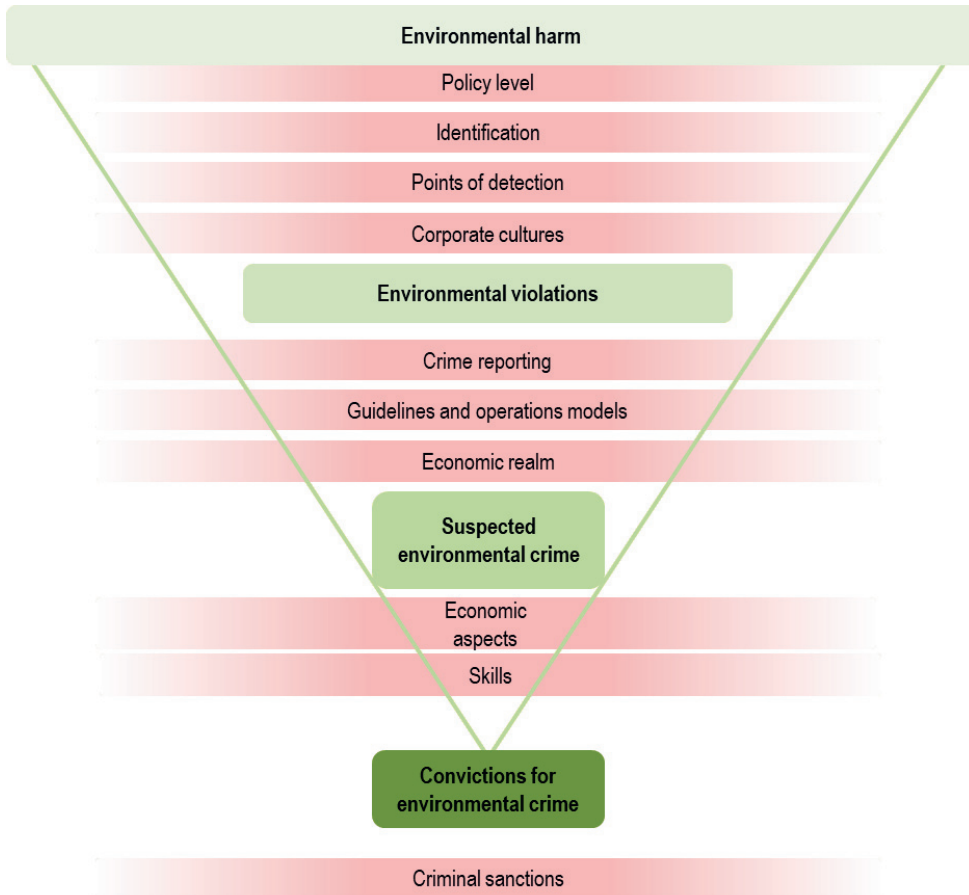 Environmental harm
Policy level
Identification
Points of detection
Corporate cultures
Environmental violations
Crime reporting
Guidelines and operations models
Economic realm
Suspected
environmental crime
Economic
aspects
Skills
Convictions for
environmental crime
Criminal sanctions